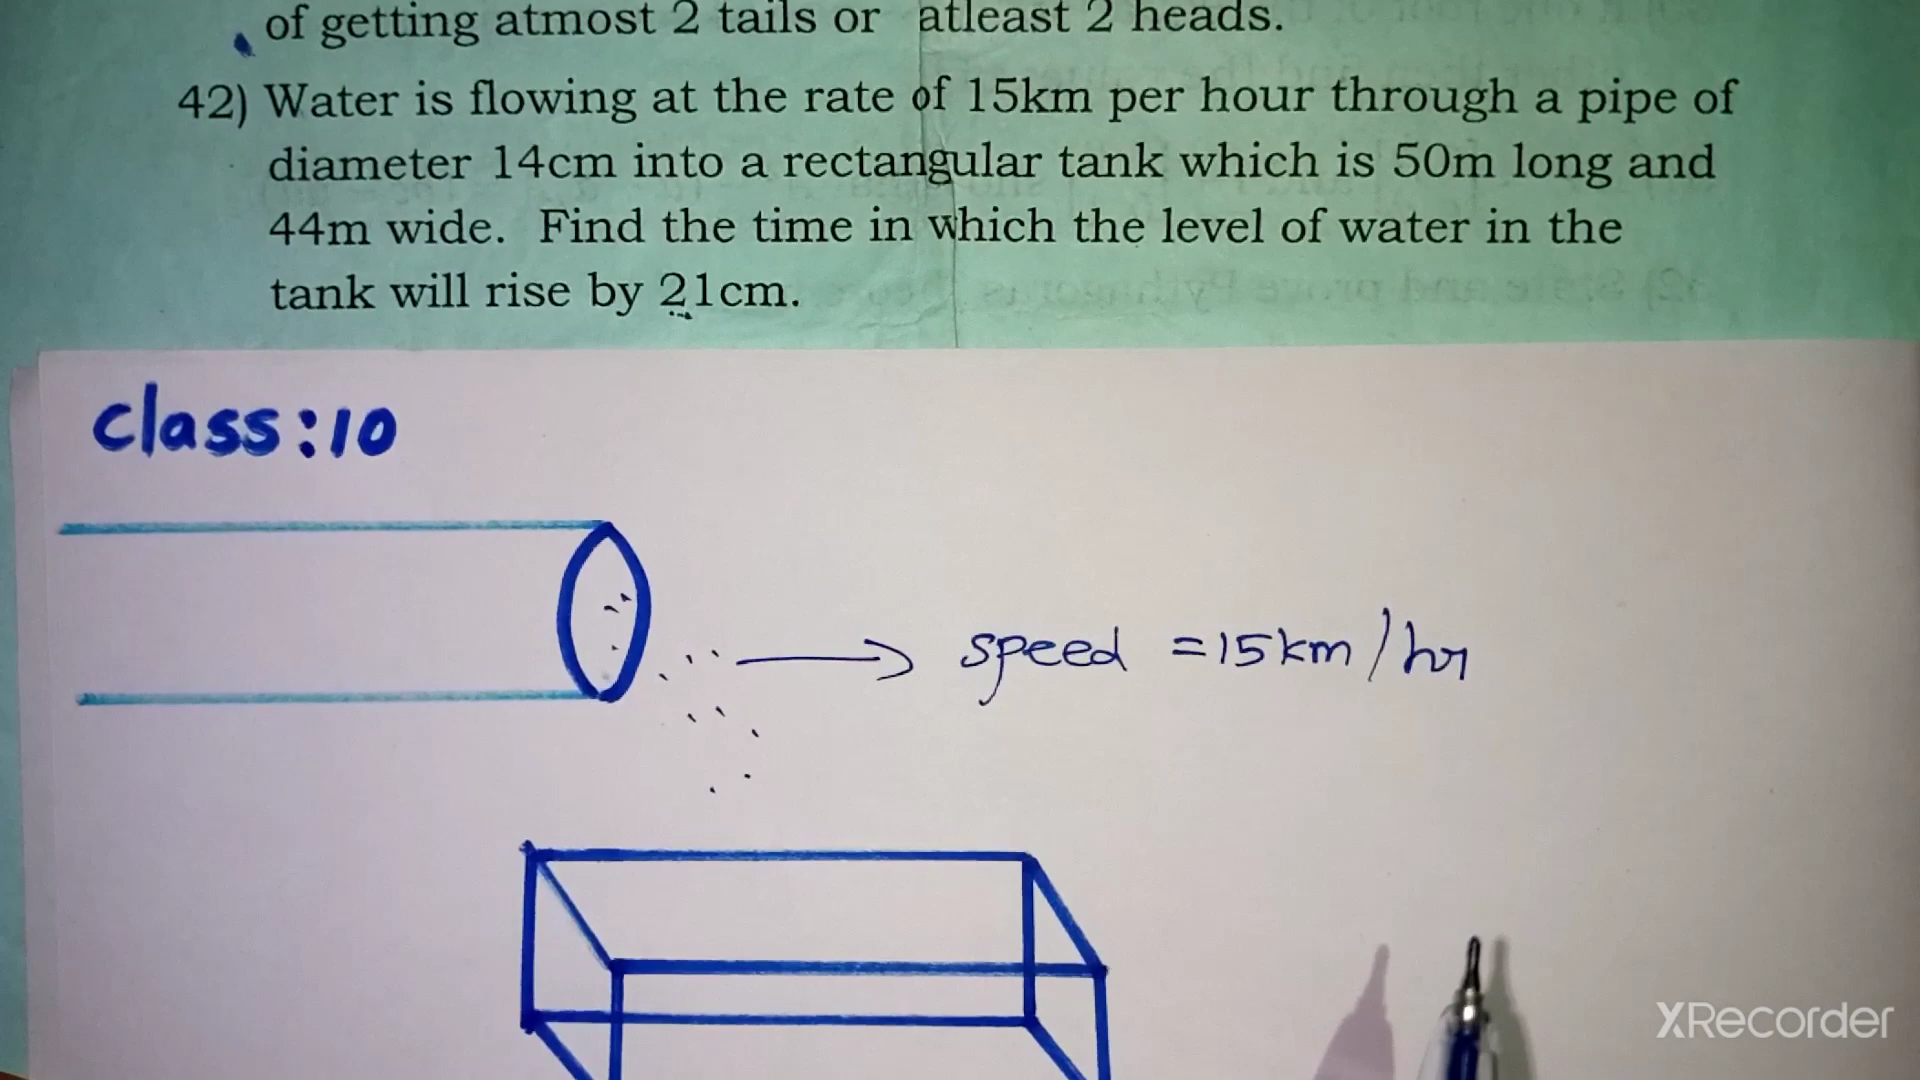 of getting atmost 2 tails or atleast 2 heads.
42) Water is flowing at the rate of 15km per hour through a pipe of
diameter 14cm into a rectangular tank which is 50m long and
44m wide. Find the time in which the level of water in the
tank will rise by 21cm.
class:10
speed =15km/hr
XRecorder